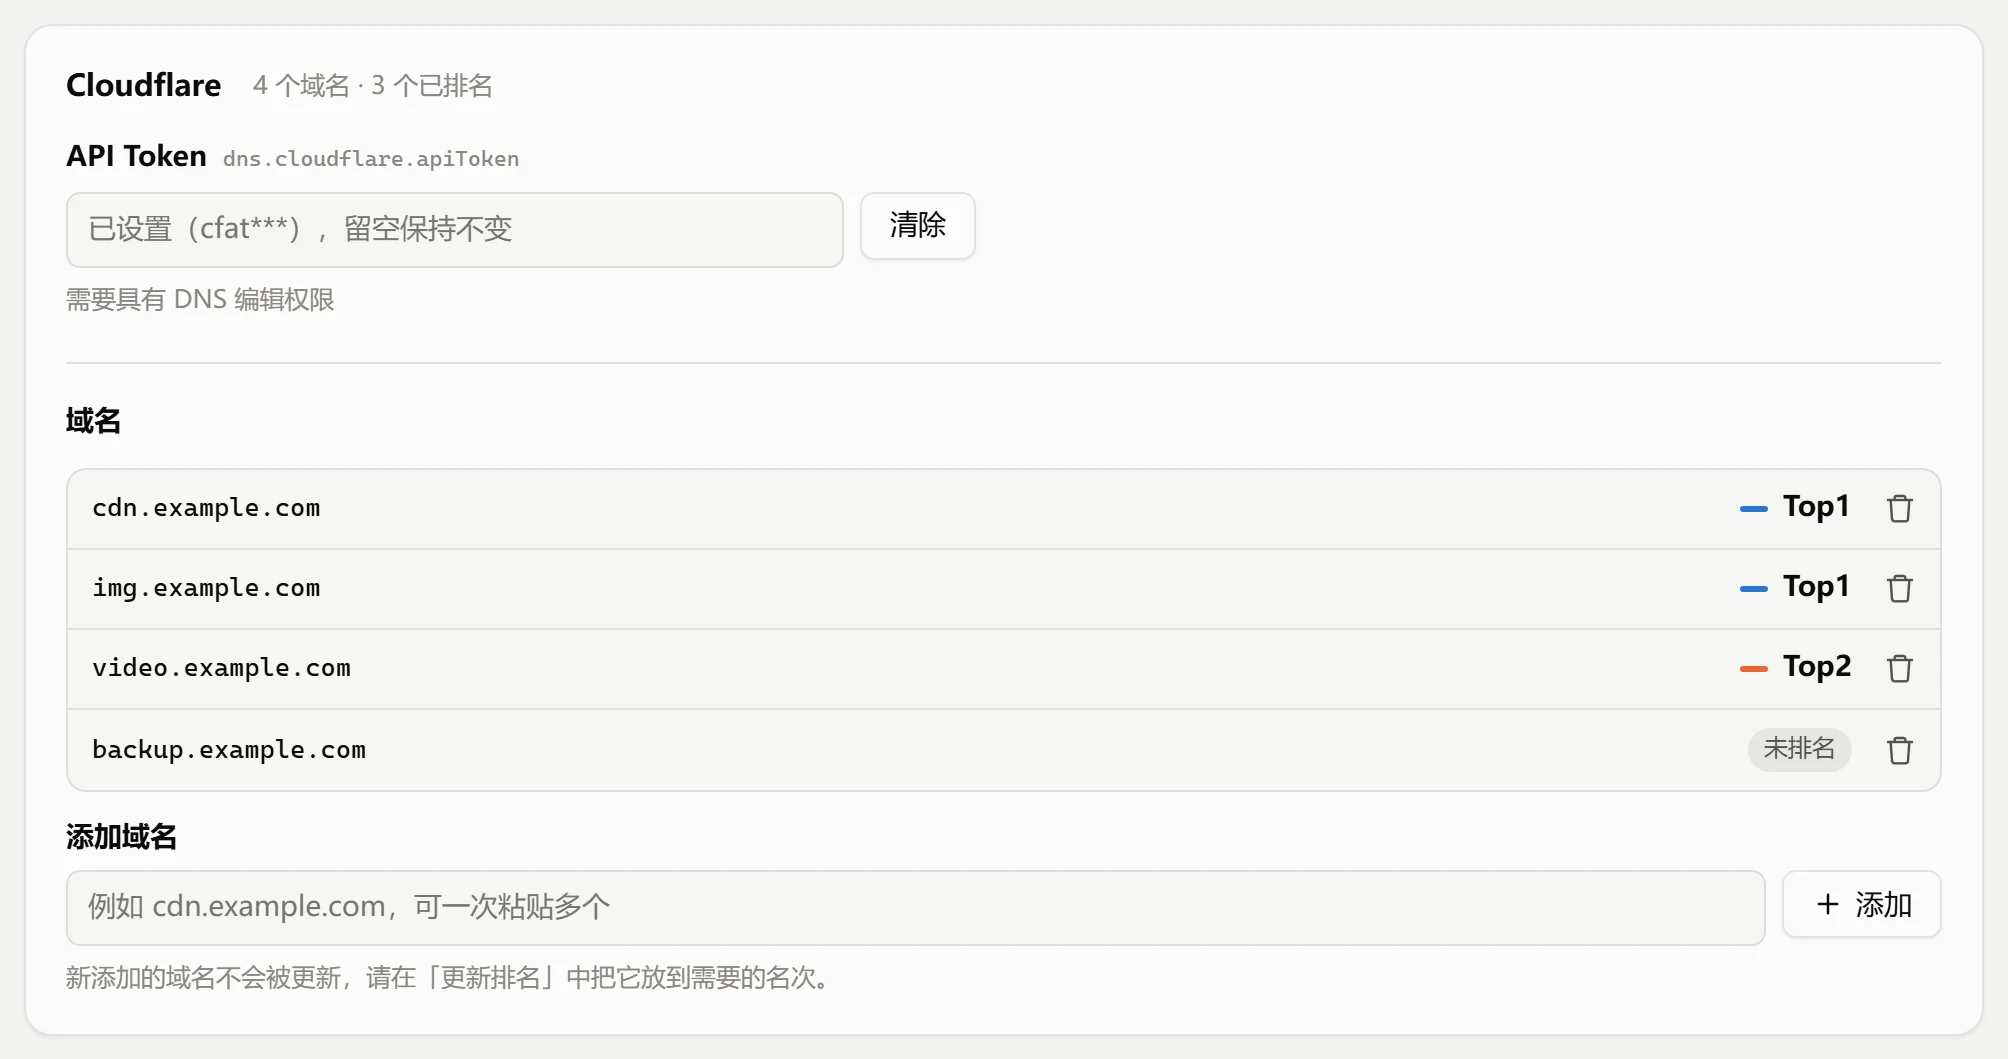 Cloudflare 4 个域名 · 3 个已排名
API Token dns.cloudflare.apiToken
已设置（cfat***），留空保持不变 清除
需要具有 DNS 编辑权限
域名
cdn.example.com Top1
img.example.com Top1
video.example.com Top2
backup.example.com 未排名
添加域名
例如 cdn.example.com，可一次粘贴多个 + 添加
新添加的域名不会被更新，请在「更新排名」中把它放到需要的名次。